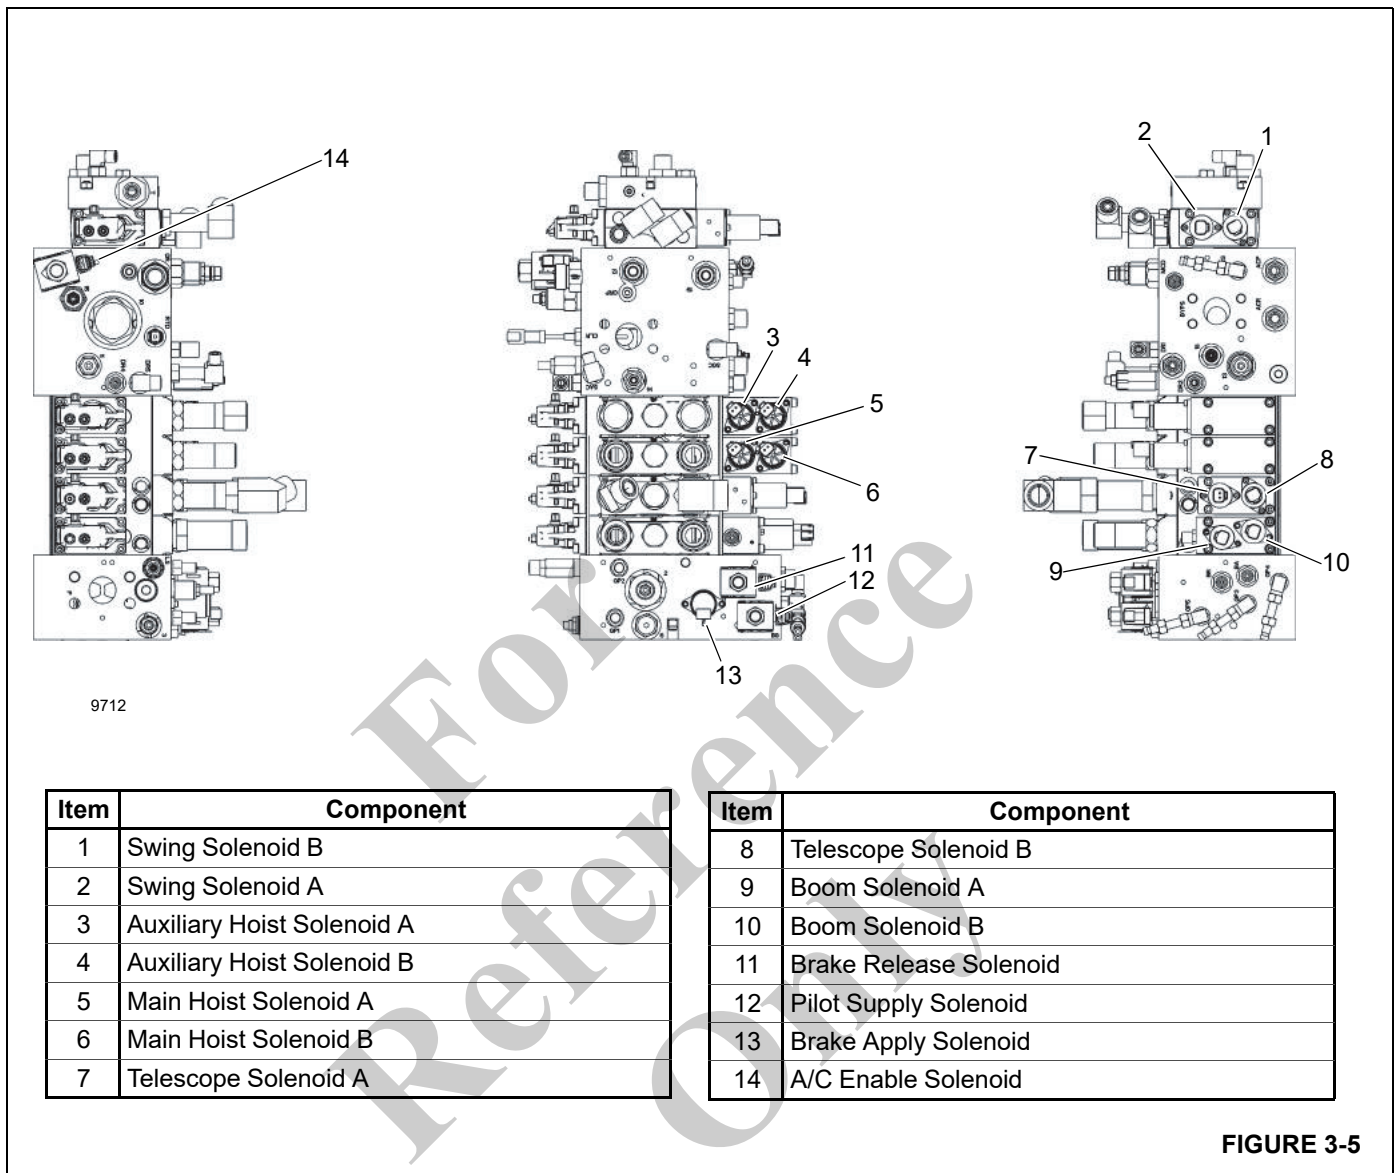 2
1
14
3
4
5
7
8
6
11
12
9
10
13
9712
Item Component
1 Swing Solenoid B
2 Swing Solenoid A
3 Auxiliary Hoist Solenoid A
4 Auxiliary Hoist Solenoid B
5 Main Hoist Solenoid A
6 Main Hoist Solenoid B
7 Telescope Solenoid A
Item Component
8 Telescope Solenoid B
9 Boom Solenoid A
10 Boom Solenoid B
11 Brake Release Solenoid
12 Pilot Supply Solenoid
13 Brake Apply Solenoid
14 A/C Enable Solenoid
FIGURE 3-5
For
Reference
Only